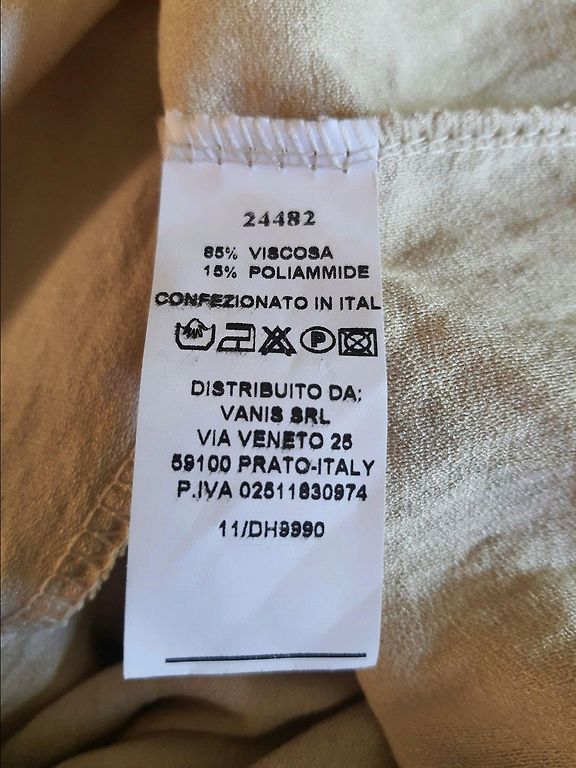 24482
85% VISCOSA
15% POLIAMMIDE
CONFEZIONATO IN ITAL
P
DISTRIBUITO DA:
VANIS SRL
VIA VENETO 25
59100 PRATO-ITALY
P.IVA 02511830974
11/DH9990